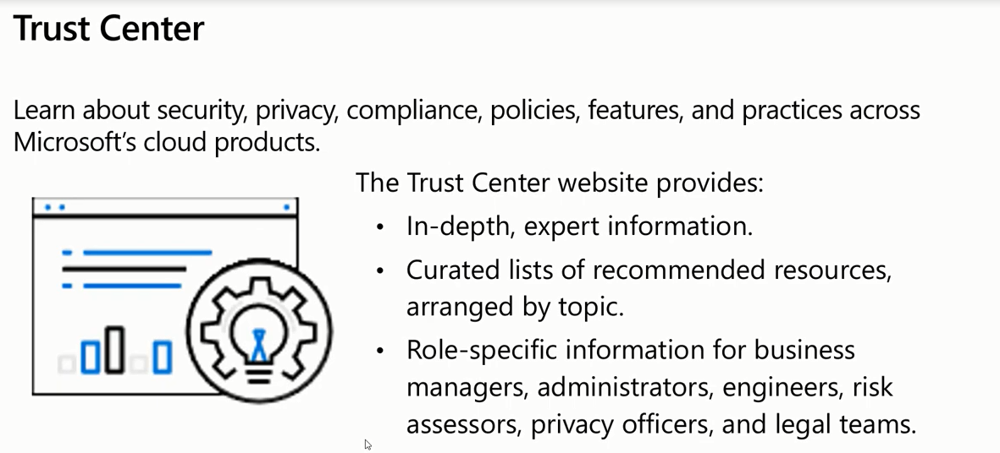 Trust Center
Learn about security, privacy, compliance, policies, features, and practices across
Microsoft's cloud products.
The Trust Center website provides:
• In-depth, expert information.
• Curated lists of recommended resources,
arranged by topic.
• Role-specific information for business
managers, administrators, engineers, risk
assessors, privacy officers, and legal teams.